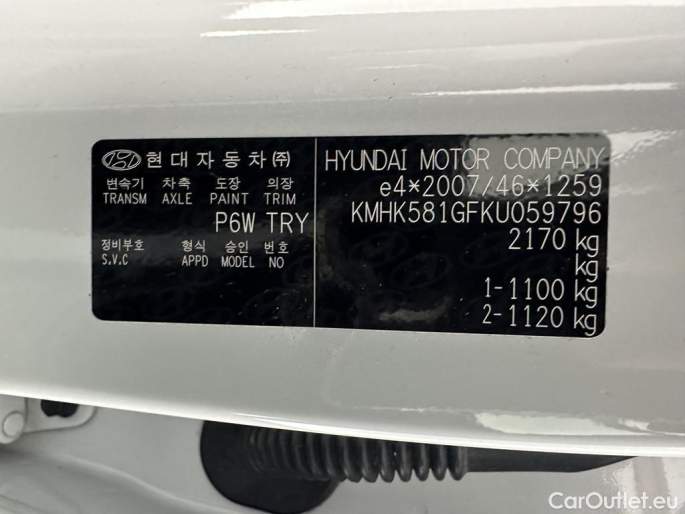 현대자동차㈜
변속기 차축 도장 의장
TRANSM AXLE PAINT TRIM
P6W TRY
정비부호 형식 승인 번호
S.V.C APPD MODEL NO
HYUNDAI MOTOR COMPANY
e4*2007/46*1259
KMHK581GFKU059796
2170 kg
kg
1-1100 kg
2-1120 kg
CarOutlet.eu